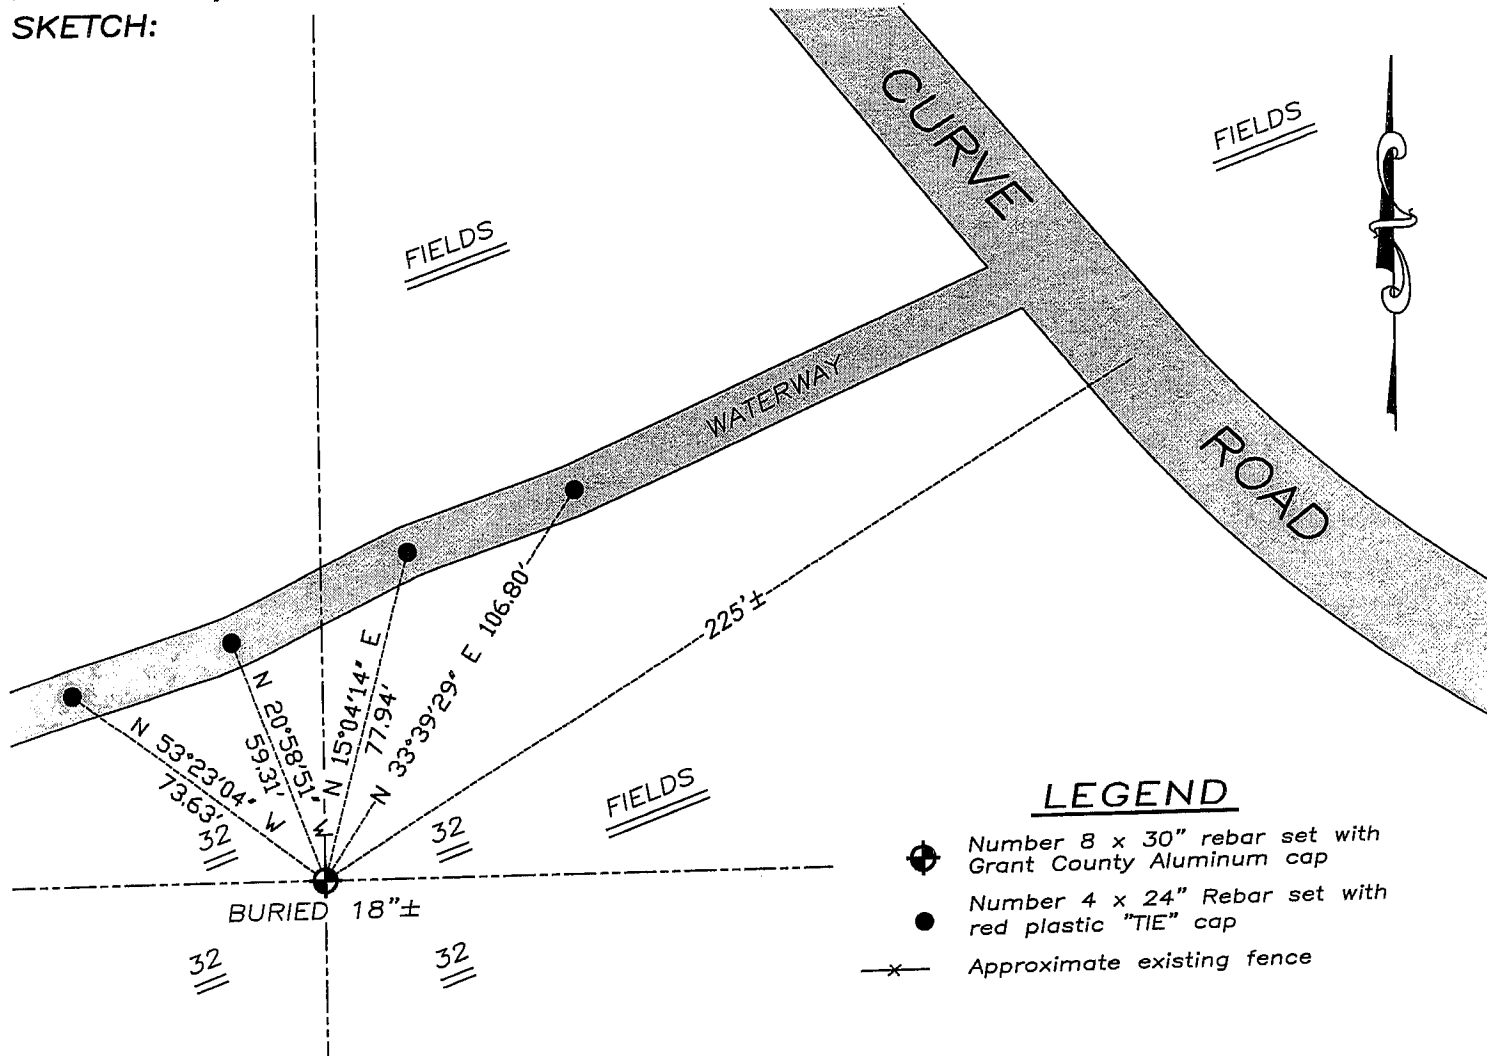 SKETCH:
CURVE
ROAD
FIELDS
FIELDS
WATERWAY
225'±
N 53°23'04" W
73.63'
N 20°58'51" W
59.31'
N 15°04'14" E
77.94'
N 33°39'29" E 106.80'
FIELDS
32
32
BURIED 18"±
32
32
LEGEND
Number 8 x 30" rebar set with
Grant County Aluminum cap
Number 4 x 24" Rebar set with
red plastic "TIE" cap
Approximate existing fence